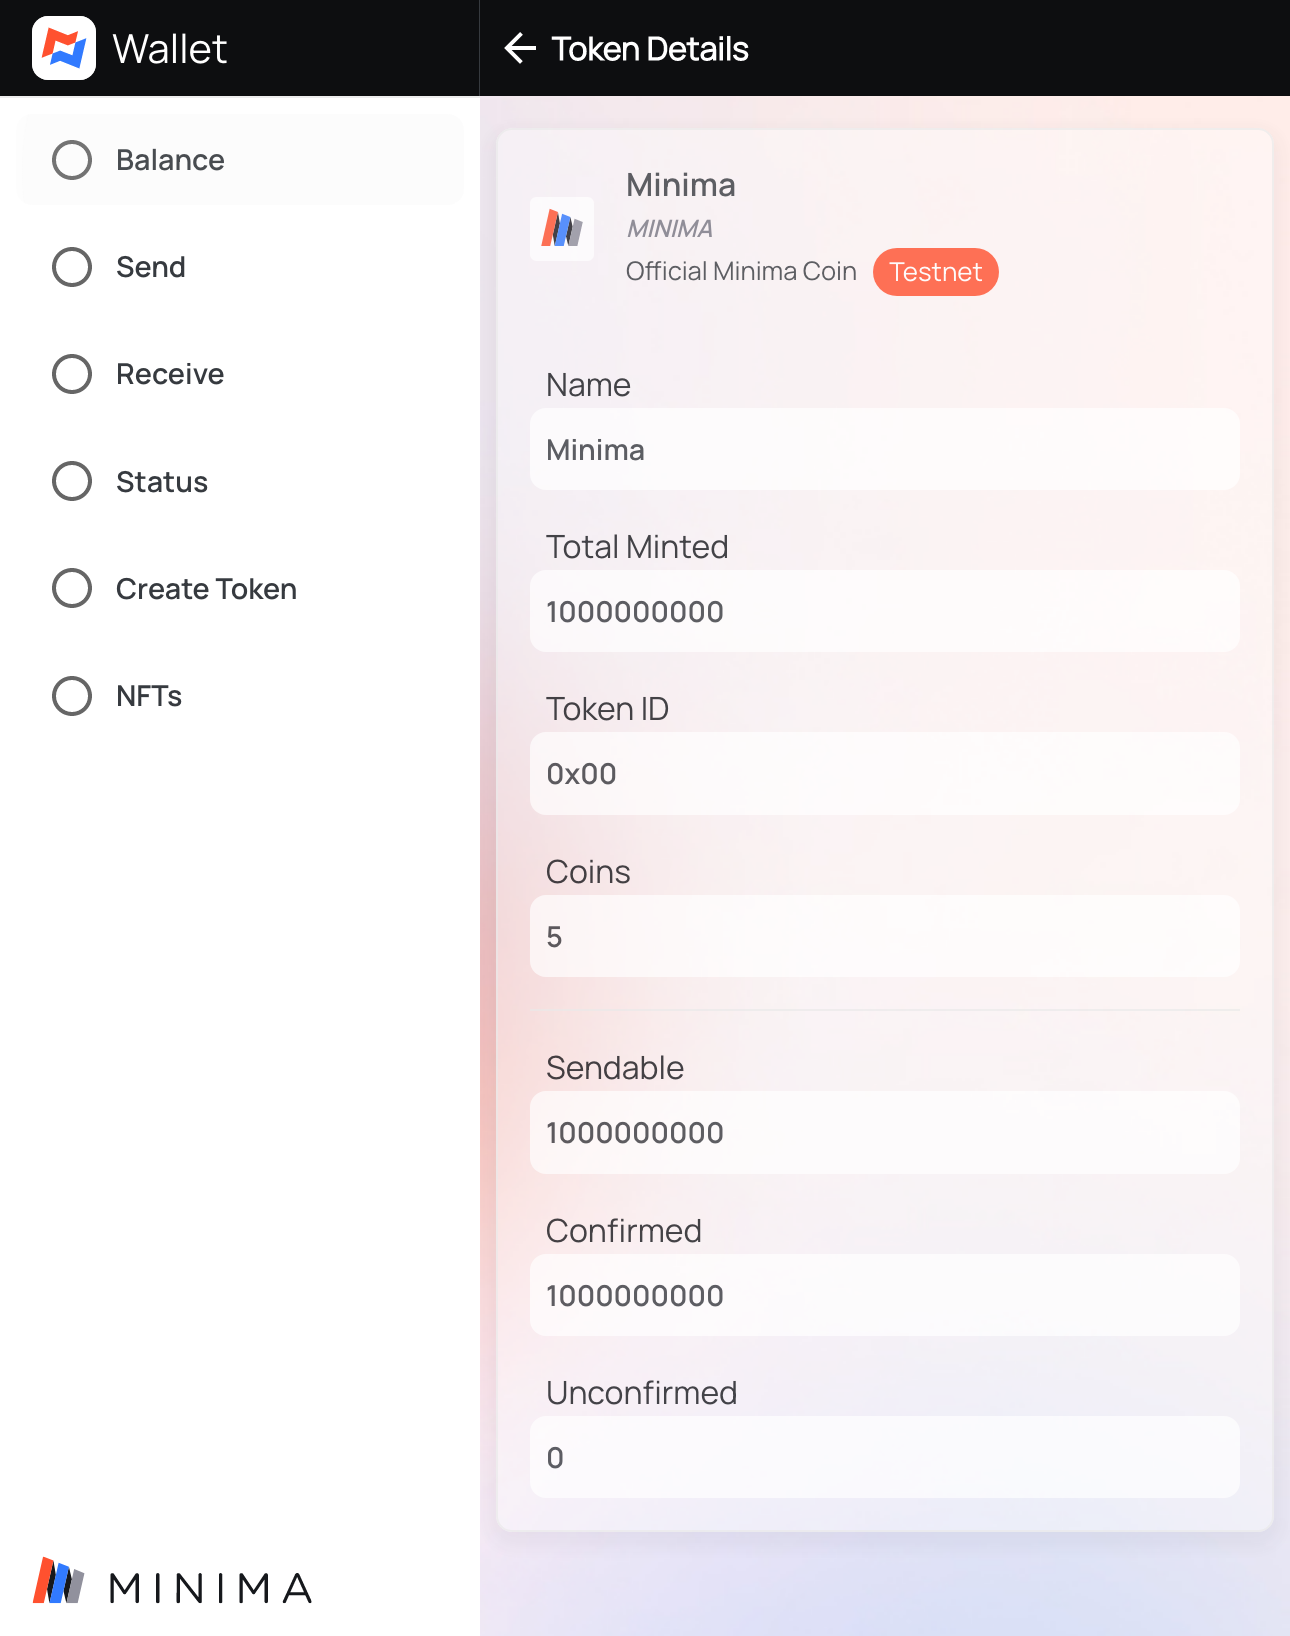 Wallet
Token Details
Balance
Send
Receive
Status
Create Token
NFTs
Minima
MINIMA
Official Minima Coin Testnet
Name
Minima
Total Minted
1000000000
Token ID
0x00
Coins
5
Sendable
1000000000
Confirmed
1000000000
Unconfirmed
0
MINIMA